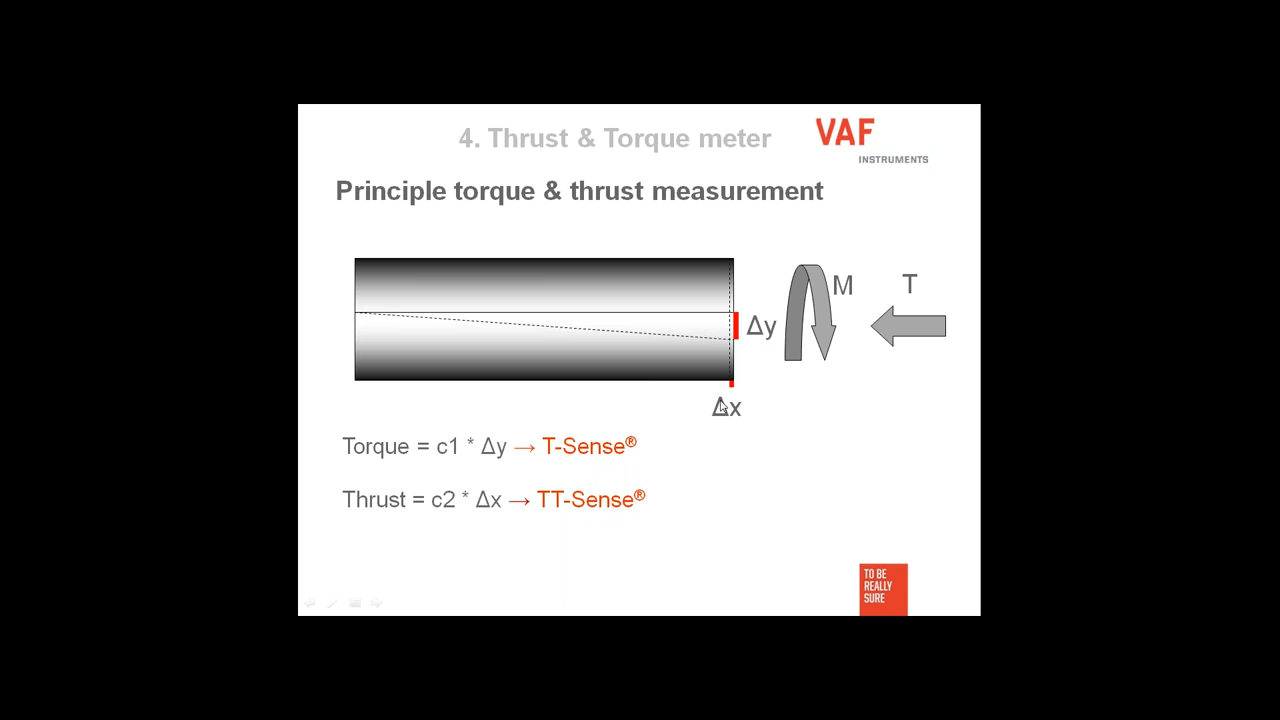 4. Thrust & Torque meter
VAF
INSTRUMENTS
Principle torque & thrust measurement
M
T
Δy
Δx
Torque = c1 * Δy → T-Sense®
Thrust = c2 * Δx → TT-Sense®
TO BE
REALLY
SURE